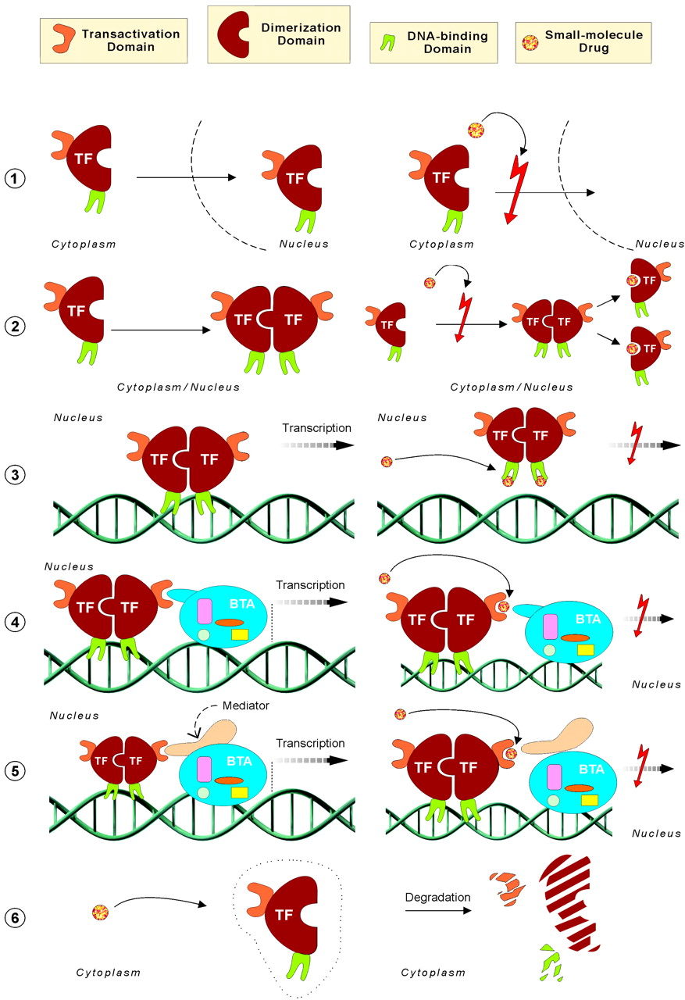 Transactivation
Domain
Dimerization
Domain
DNA-binding
Domain
Small-molecule
Drug
1
TF
TF
TF
Cytoplasm
Nucleus
Cytoplasm
Nucleus
2
TF
TF TF
TF
TF TF
TF
TF
Cytoplasm/Nucleus
Cytoplasm/Nucleus
3
Nucleus
TF TF
Transcription
Nucleus
TF TF
4
Nucleus
TF TF
BTA
Transcription
TF TF
BTA
Nucleus
5
Nucleus
Mediator
TF TF
BTA
Transcription
TF TF
BTA
Nucleus
6
TF
Degradation
Cytoplasm
Cytoplasm